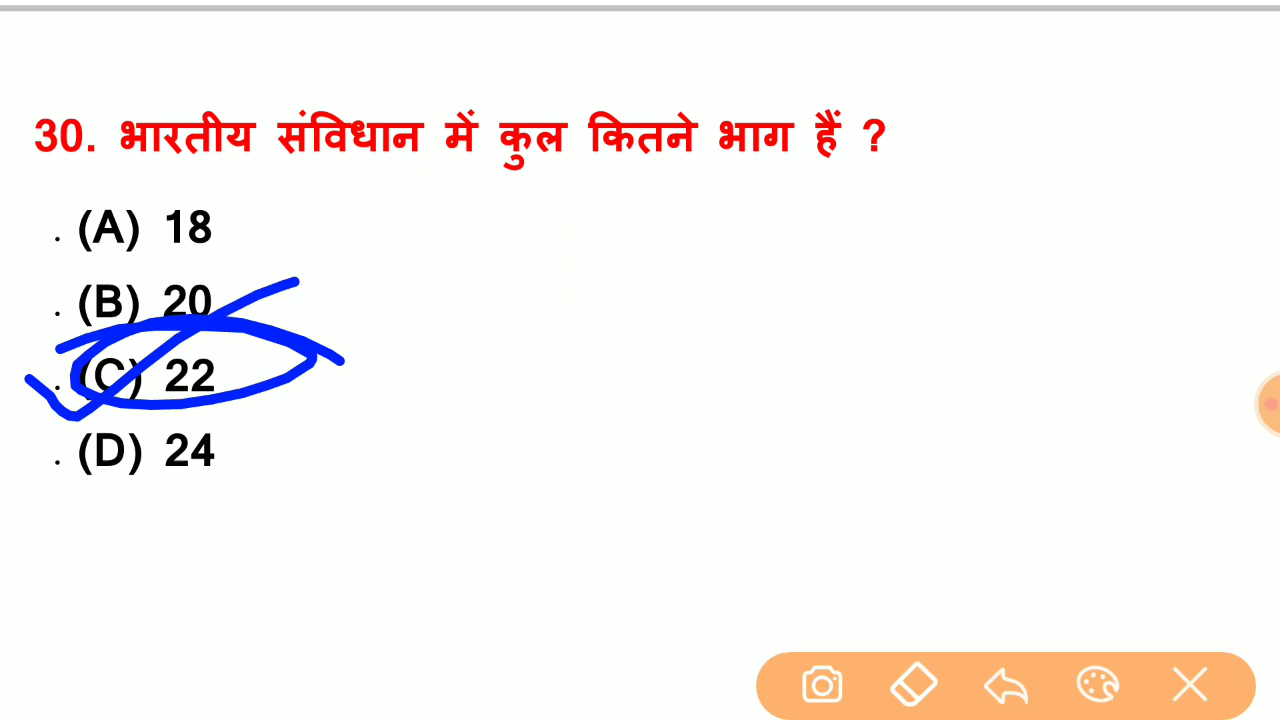 30. भारतीय संविधान में कुल कितने भाग हैं ?
. (A) 18
. (B) 20
. (C) 22
. (D) 24